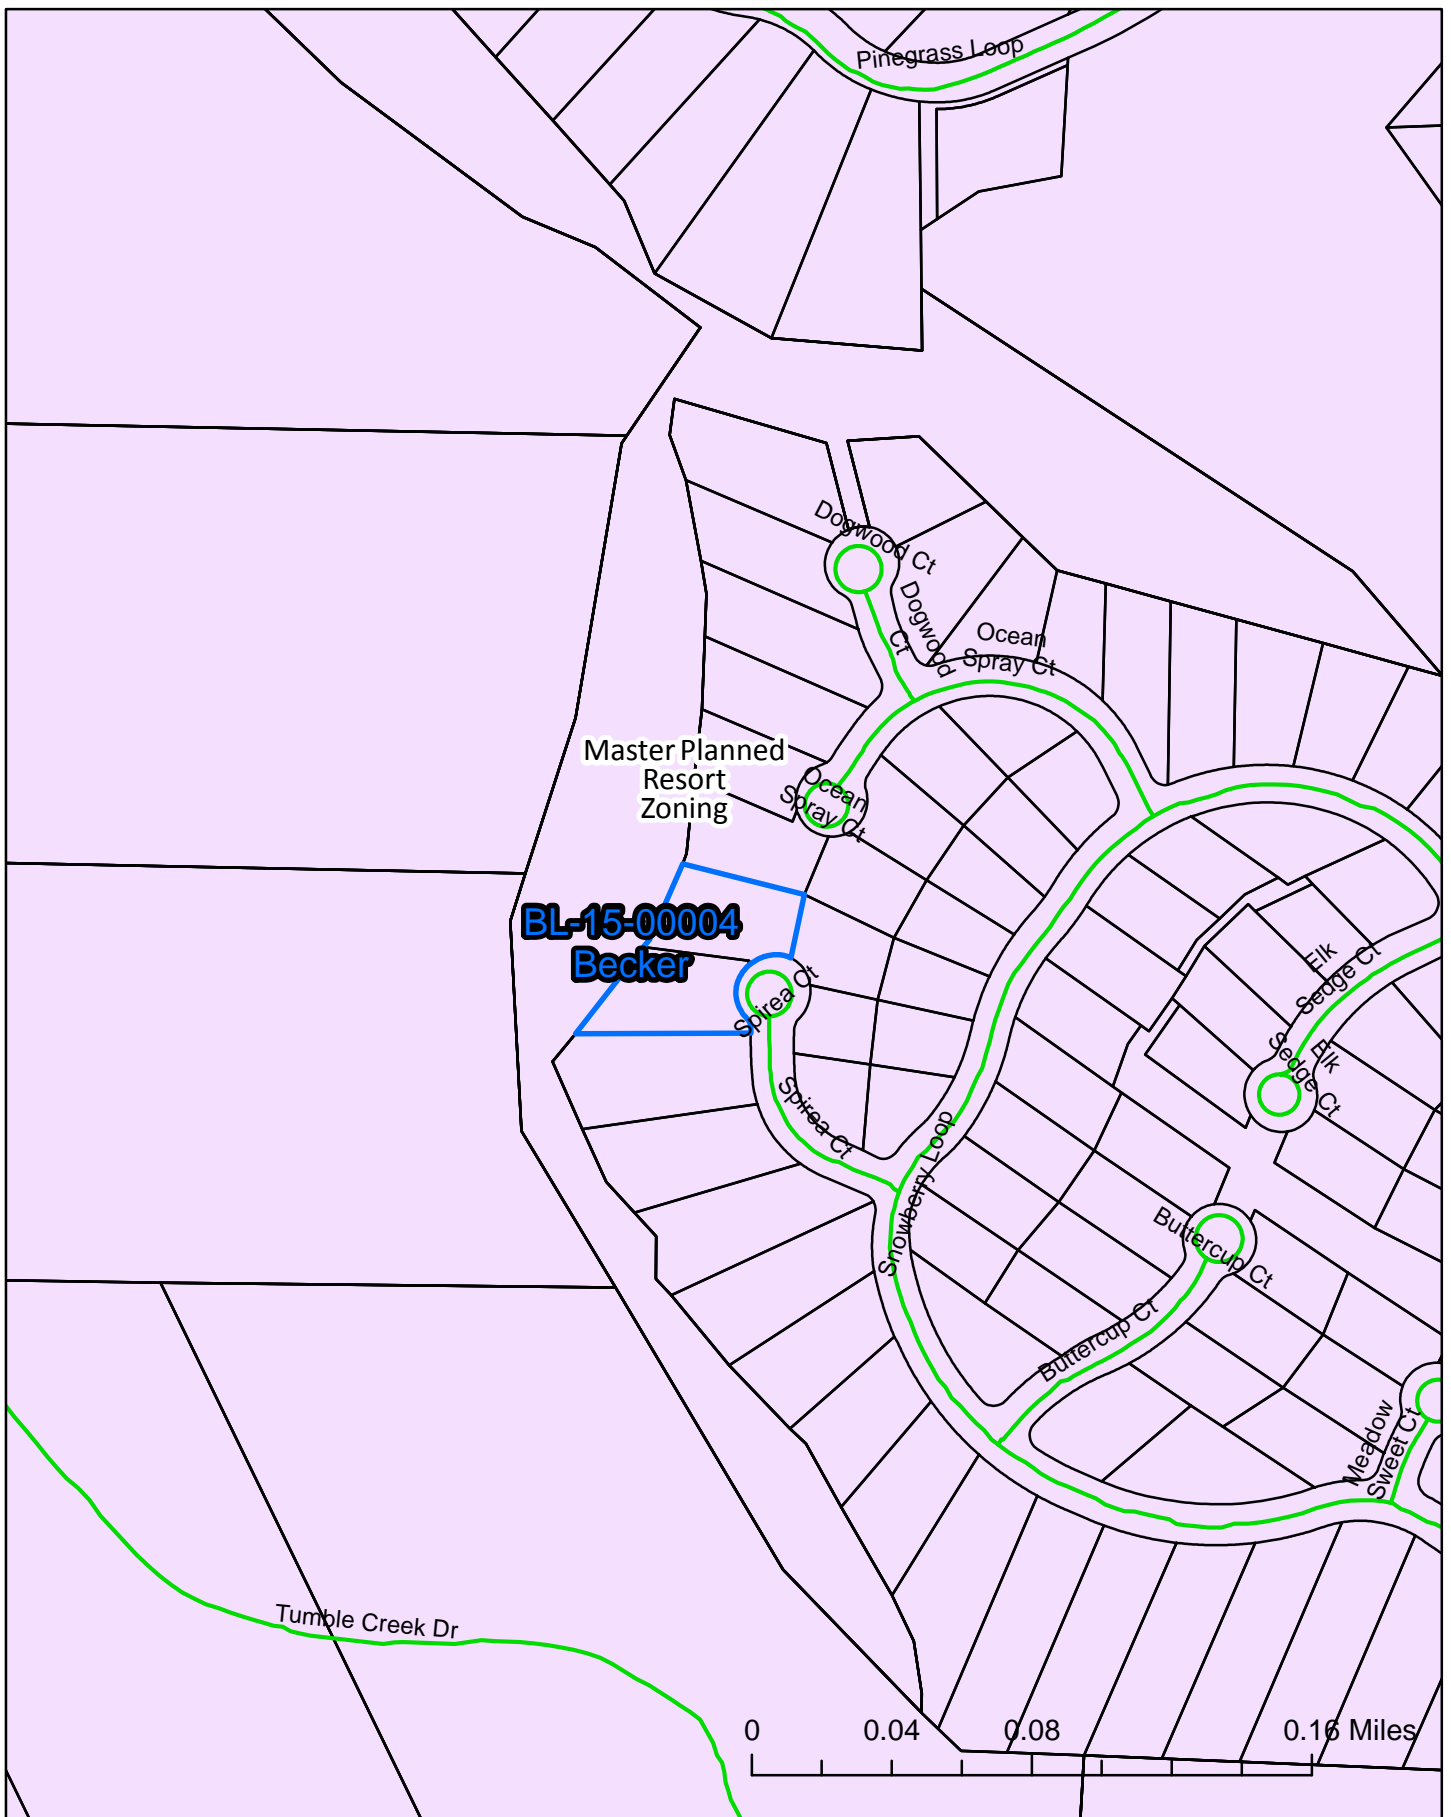 Pinegrass Loop
Dogwood Ct
Dogwood
Ct
Ocean
Spray Ct
Master Planned
Resort
Zoning
Ocean
Spray Ct
BL-15-00004
Becker
Spirea Ct
Elk
Sedge Ct
Elk
Sedge Ct
Spirea Ct
Snowberry Loop
Buttercup Ct
Buttercup Ct
Meadow
Sweet Ct
Tumble Creek Dr
0 0.04 0.08 0.16 Miles